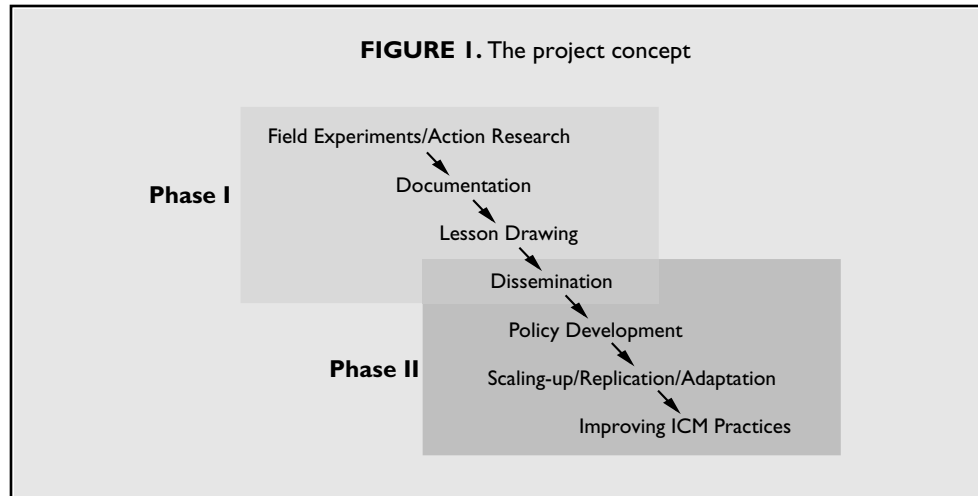 FIGURE 1. The project concept
Field Experiments/Action Research
Phase I
Documentation
Lesson Drawing
Dissemination
Policy Development
Phase II
Scaling-up/Replication/Adaptation
Improving ICM Practices